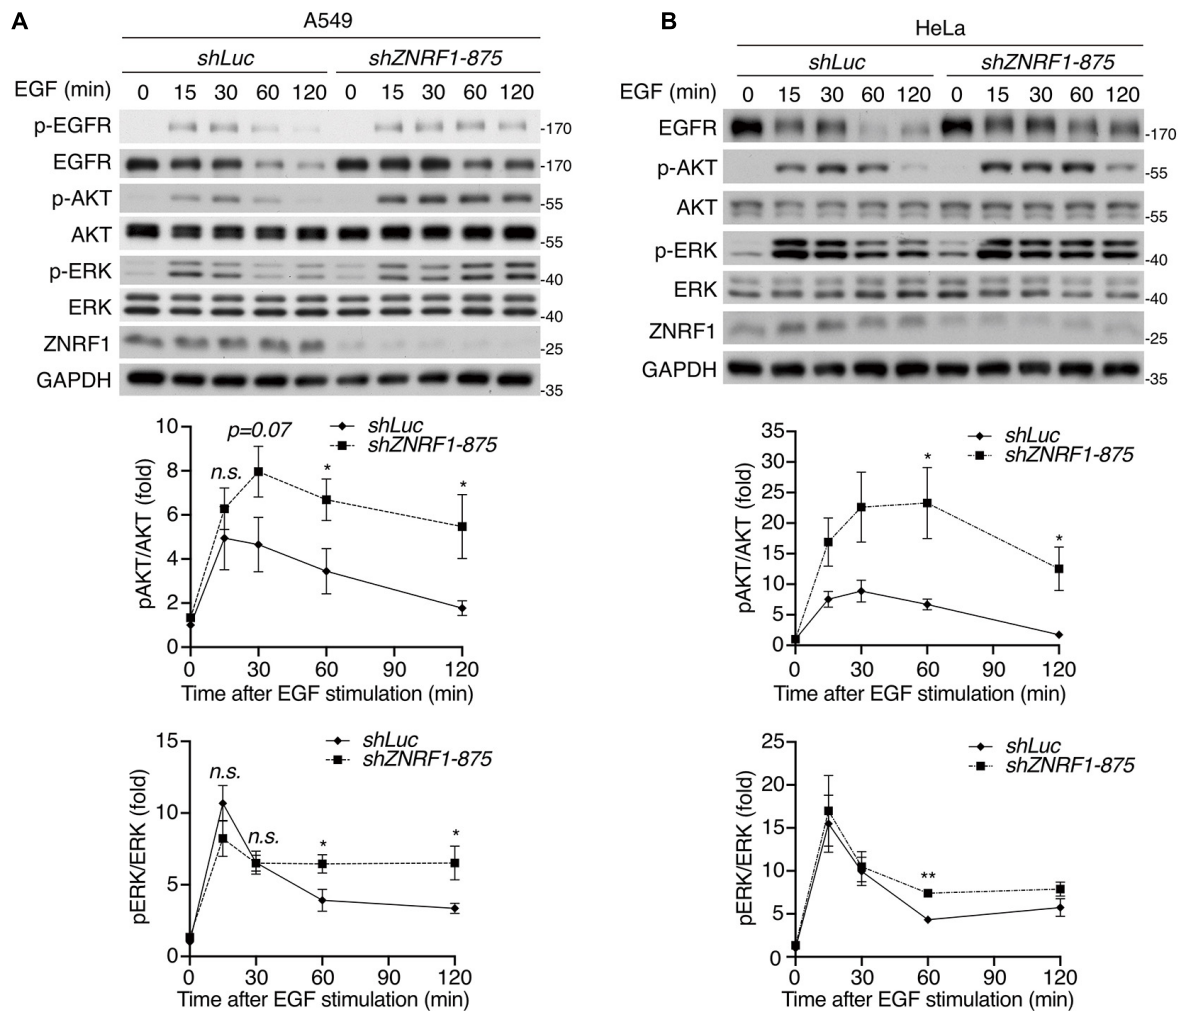 A
A549
shLuc shZNRF1-875
EGF (min) 0 15 30 60 120 0 15 30 60 120
p-EGFR -170
EGFR -170
p-AKT -55
AKT -55
p-ERK -40
ERK -40
ZNRF1 -25
GAPDH -35
10
8
6
4
2
0
pAKT/AKT (fold)
n.s.
p=0.07
*
*
shLuc
shZNRF1-875
0 30 60 90 120
Time after EGF stimulation (min)
15
10
5
0
pERK/ERK (fold)
n.s.
n.s.
*
*
shLuc
shZNRF1-875
0 30 60 90 120
Time after EGF stimulation (min)
B
HeLa
shLuc shZNRF1-875
EGF (min) 0 15 30 60 120 0 15 30 60 120
EGFR -170
p-AKT -55
AKT -55
p-ERK -40
ERK -40
ZNRF1 -25
GAPDH -35
35
30
25
20
15
10
5
0
pAKT/AKT (fold)
*
*
shLuc
shZNRF1-875
0 30 60 90 120
Time after EGF stimulation (min)
25
20
15
10
5
0
pERK/ERK (fold)
**
shLuc
shZNRF1-875
0 30 60 90 120
Time after EGF stimulation (min)